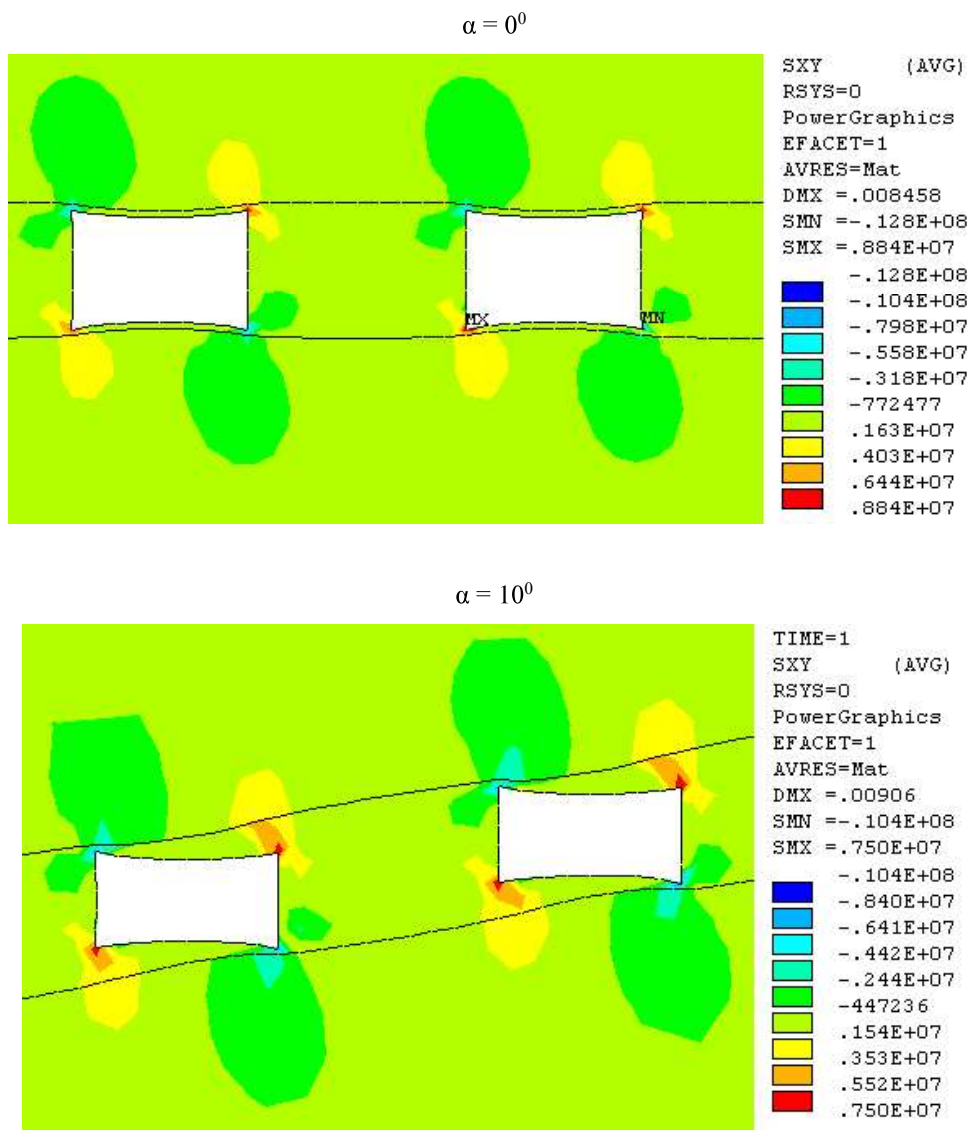 α = 0⁰
SXY (AVG)
RSYS=0
PowerGraphics
EFACET=1
AVRES=Mat
DMX =.008458
SMN =-.128E+08
SMX =.884E+07
-.128E+08
-.104E+08
-.798E+07
-.558E+07
-.318E+07
-772477
.163E+07
.403E+07
.644E+07
.884E+07
MX
MN
α = 10⁰
TIME=1
SXY (AVG)
RSYS=0
PowerGraphics
EFACET=1
AVRES=Mat
DMX =.00906
SMN =-.104E+08
SMX =.750E+07
-.104E+08
-.840E+07
-.641E+07
-.442E+07
-.244E+07
-447236
.154E+07
.353E+07
.552E+07
.750E+07